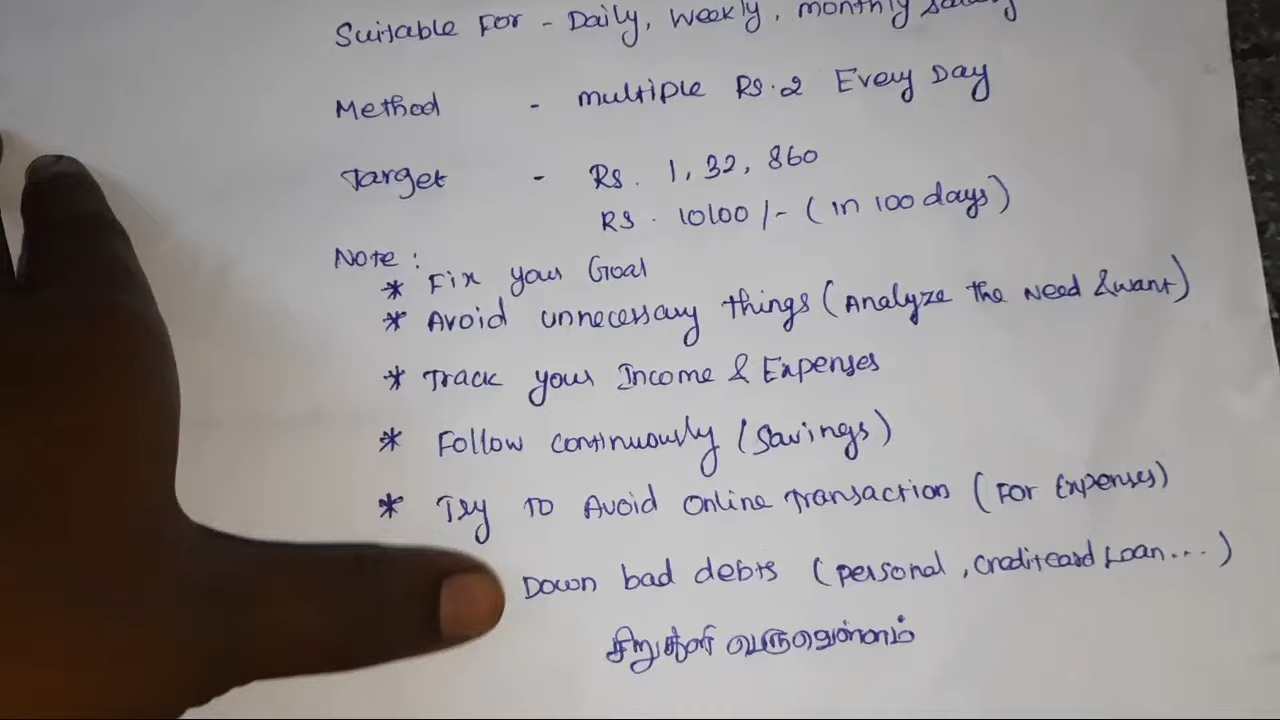 Suitable For - Daily, Weekly, monthly Salary
Method - multiple Rs.2 Every Day
Target - Rs. 1,32,860
Rs. 10100/- (in 100 days)
Note :
* Fix your Goal
* Avoid unnecessary things (Analyze the Need & want)
* Track your Income & Expenses
* Follow continuously (Savings)
* Try To Avoid Online Transaction (For Expenses)
Down bad debts (personal, Creditcard Loan...)
சிறுதுளி பெருவெள்ளம்